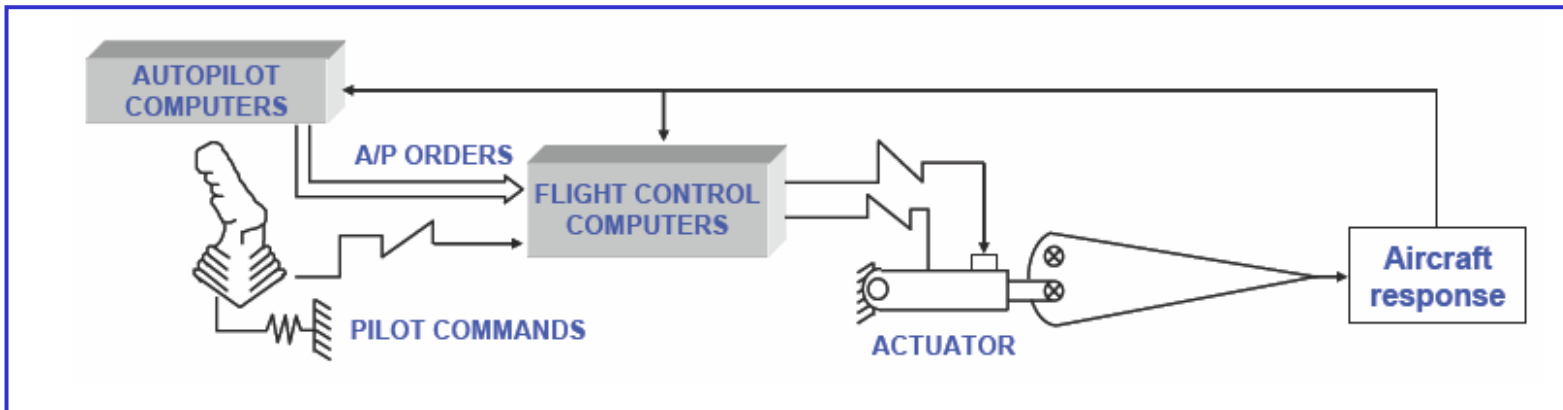 AUTOPILOT
COMPUTERS
A/P ORDERS
FLIGHT CONTROL
COMPUTERS
PILOT COMMANDS
ACTUATOR
Aircraft
response